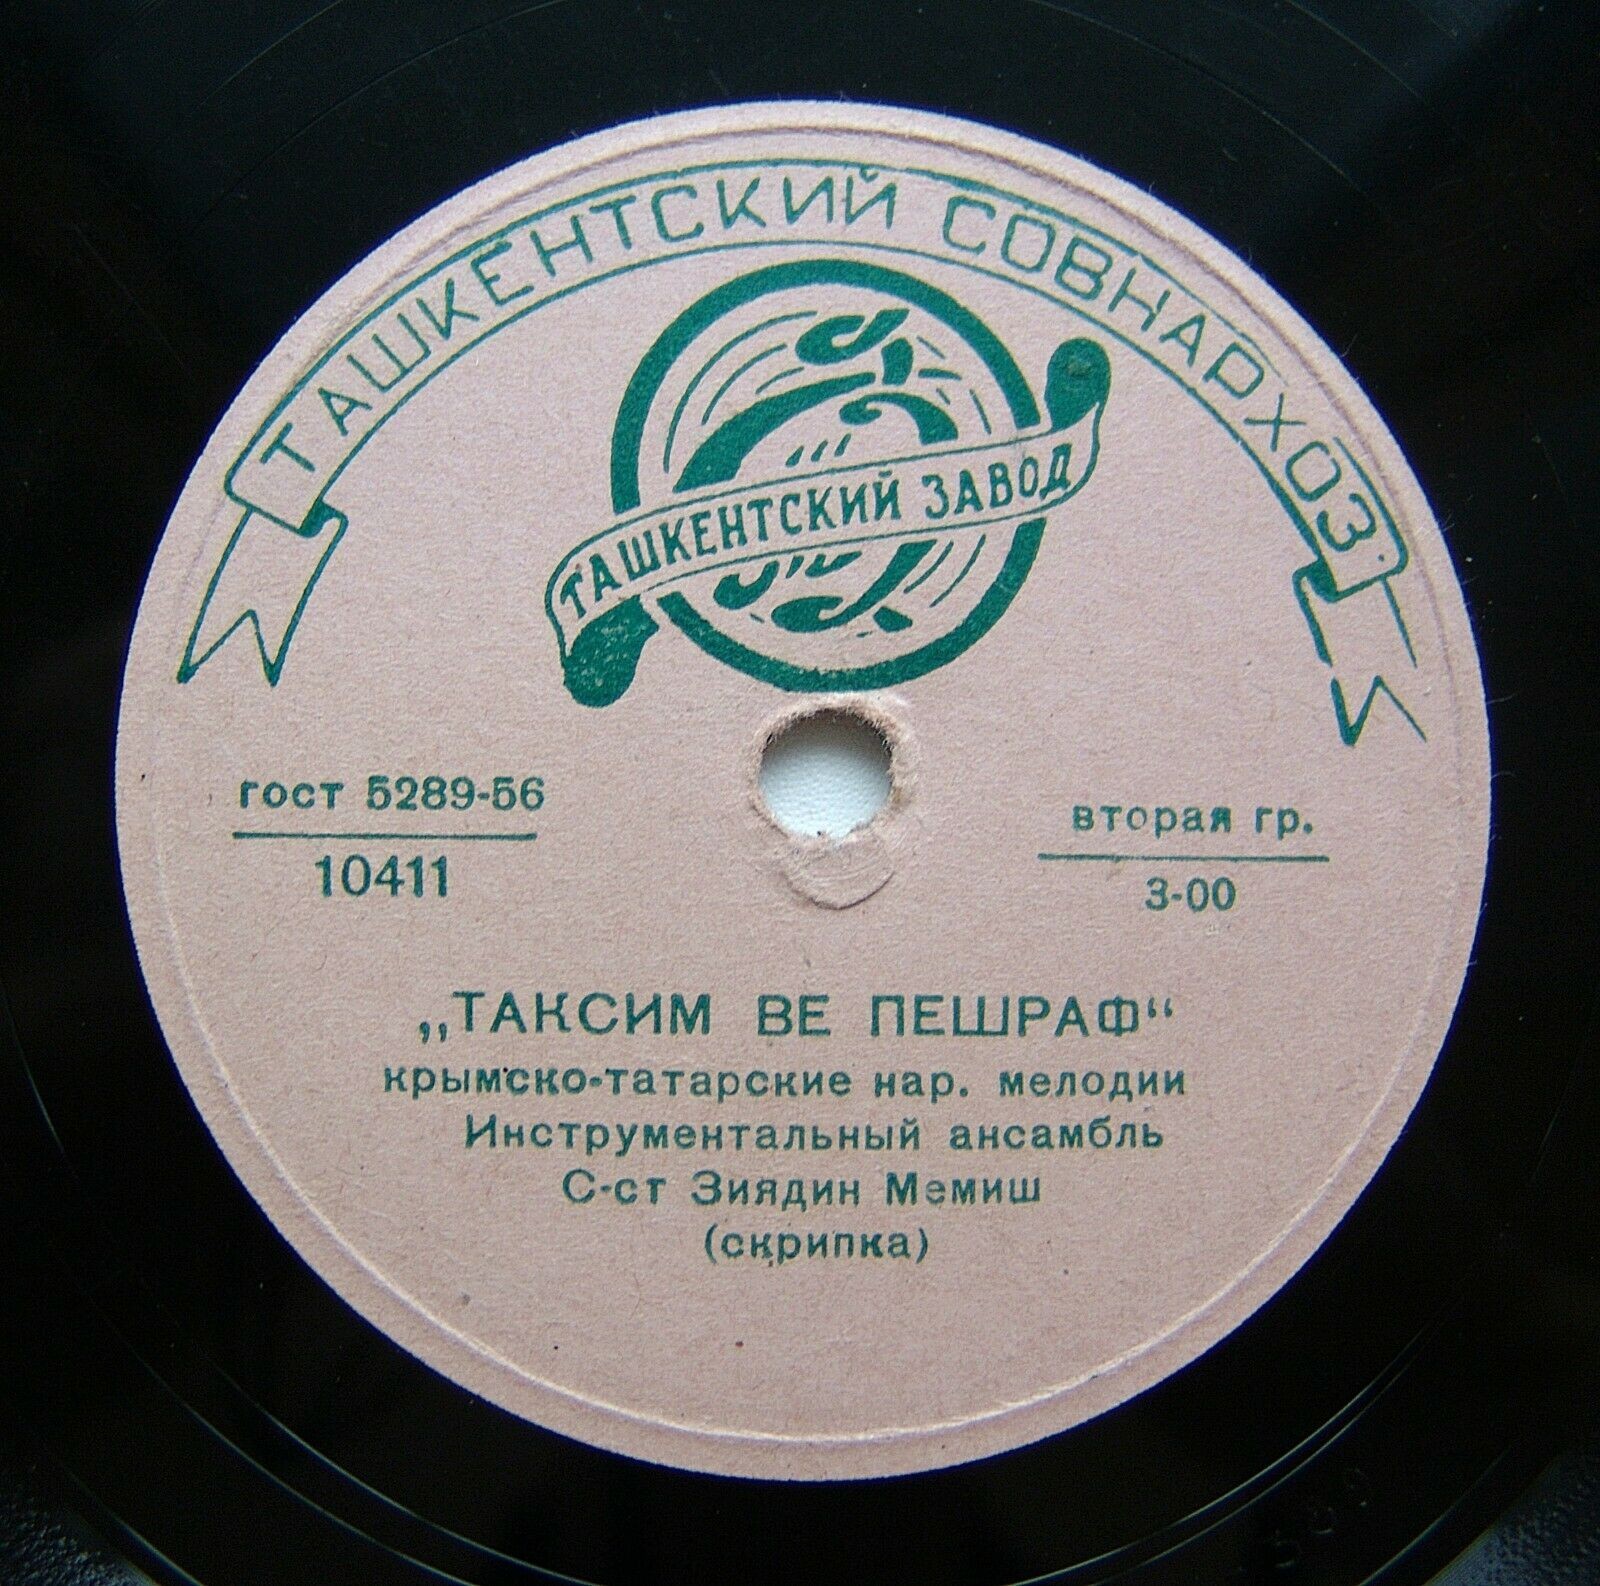 ТАШКЕНТСКИЙ СОВНАРХОЗ
ТАШКЕНТСКИЙ ЗАВОД
гост 5289-56
10411
вторая гр.
3-00
„ТАКСИМ ВЕ ПЕШРАФ“
крымско-татарские нар. мелодии
Инструментальный ансамбль
С-ст Зиядин Мемиш
(скрипка)